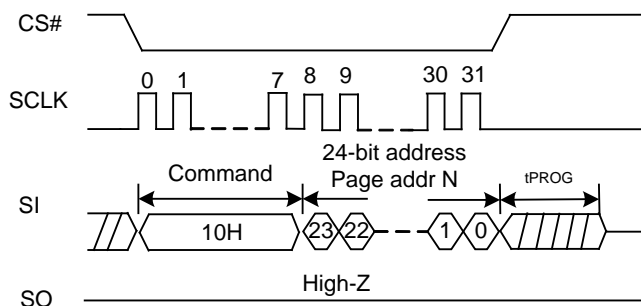 CS#
0 1 7 8 9 30 31
SCLK
24-bit address
Command Page addr N tPROG
SI
10H 23 22 1 0
High-Z
SO